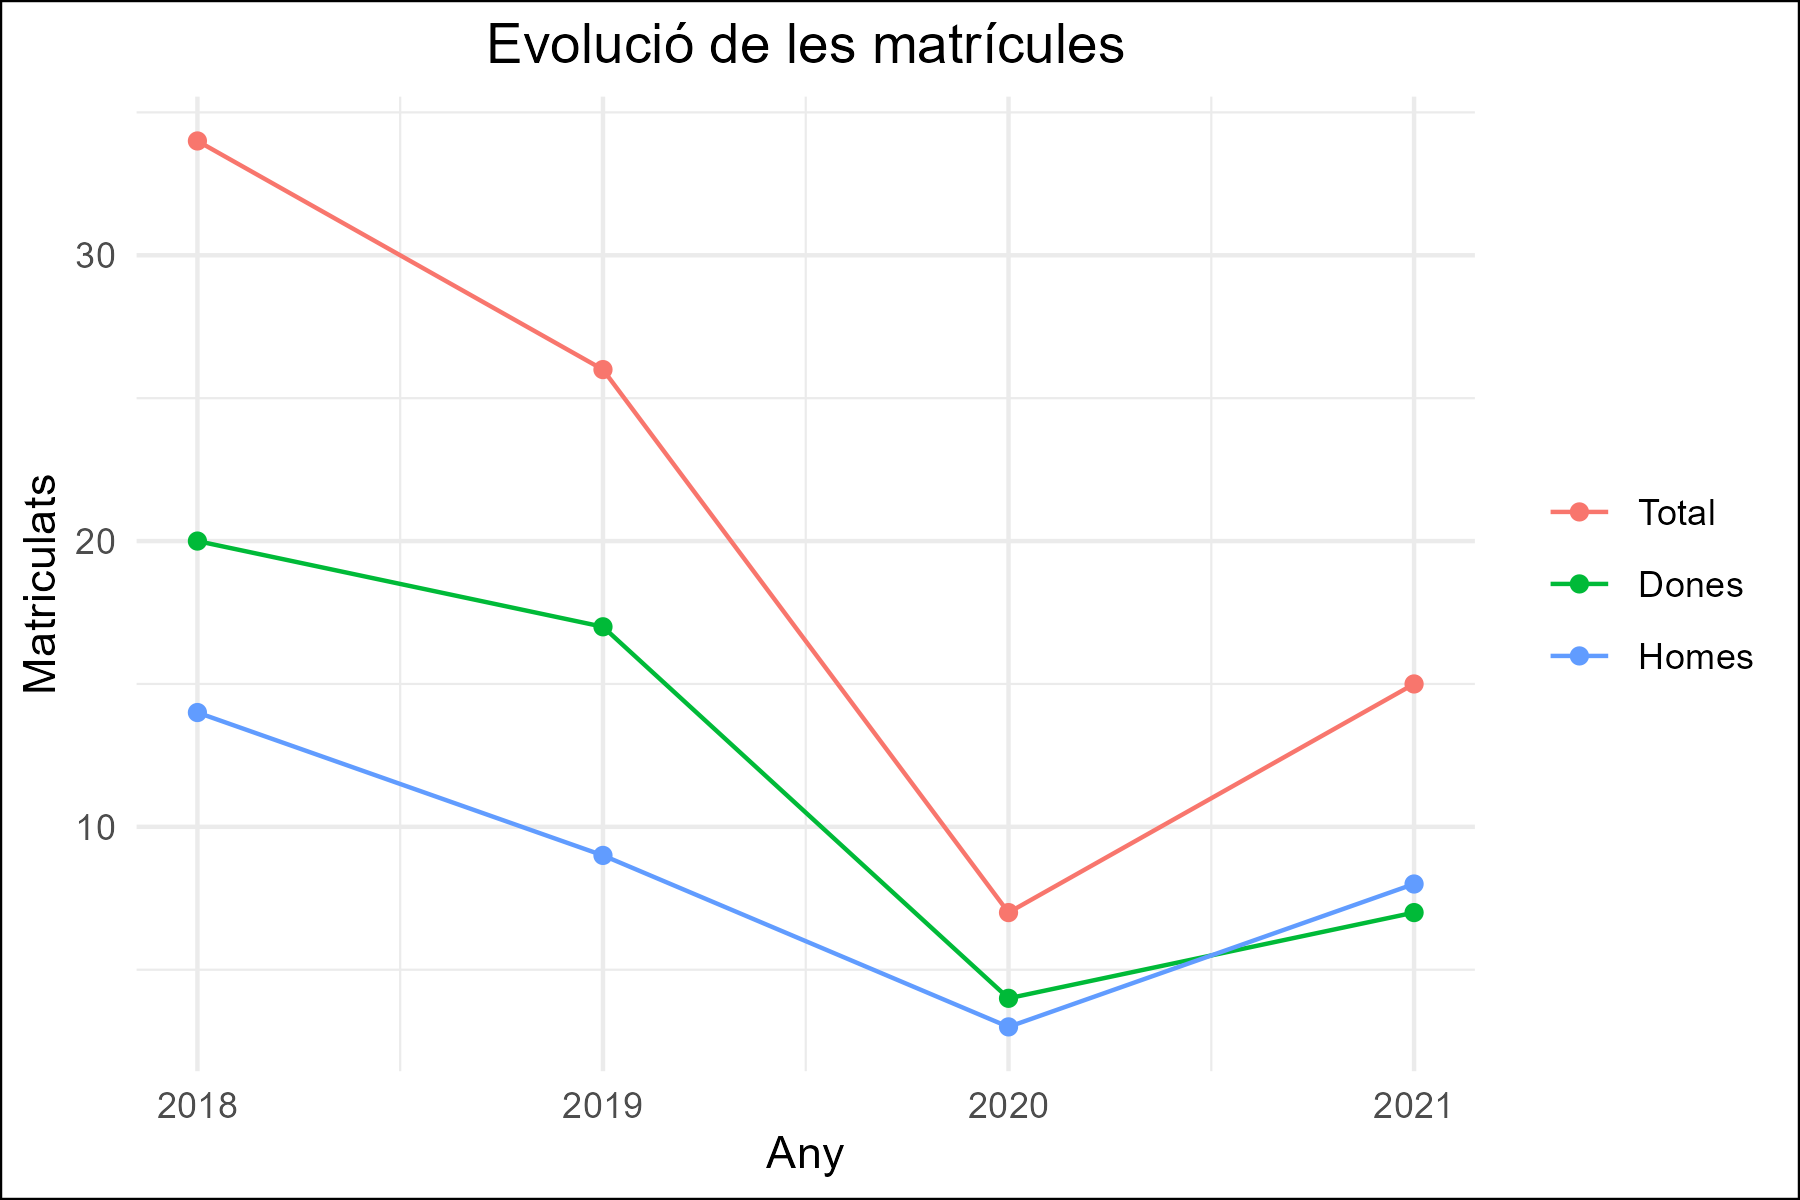 Evolució de les matrícules
Matriculats
30
20
10
2018
2019
2020
2021
Any
Total
Dones
Homes